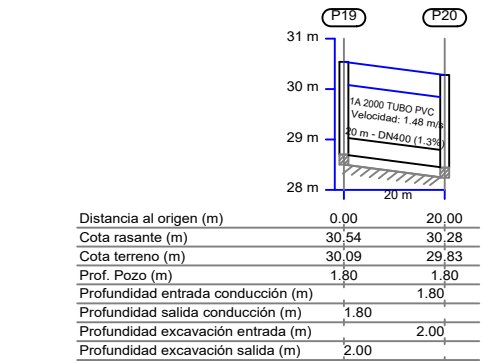 P19 P20
31 m
30 m
1A 2000 TUBO PVC
Velocidad: 1.48 m/s
29 m
20 m - DN400 (1.3%)
28 m
20 m
Distancia al origen (m) 0.00 20.00
Cota rasante (m) 30.54 30.28
Cota terreno (m) 30.09 29.83
Prof. Pozo (m) 1.80 1.80
Profundidad entrada conducción (m) 1.80
Profundidad salida conducción (m) 1.80
Profundidad excavación entrada (m) 2.00
Profundidad excavación salida (m) 2.00